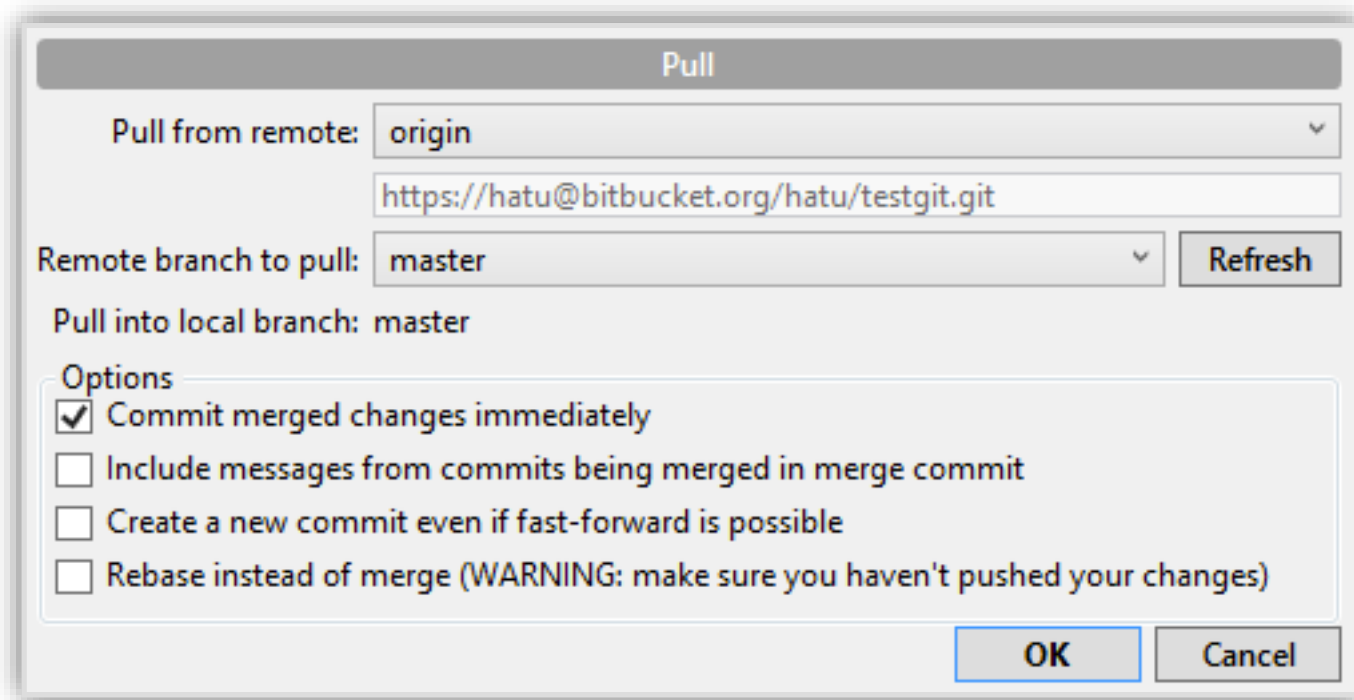 Pull
Pull from remote: origin
https://hatu@bitbucket.org/hatu/testgit.git
Remote branch to pull: master Refresh
Pull into local branch: master
Options
Commit merged changes immediately
Include messages from commits being merged in merge commit
Create a new commit even if fast-forward is possible
Rebase instead of merge (WARNING: make sure you haven't pushed your changes)
OK Cancel